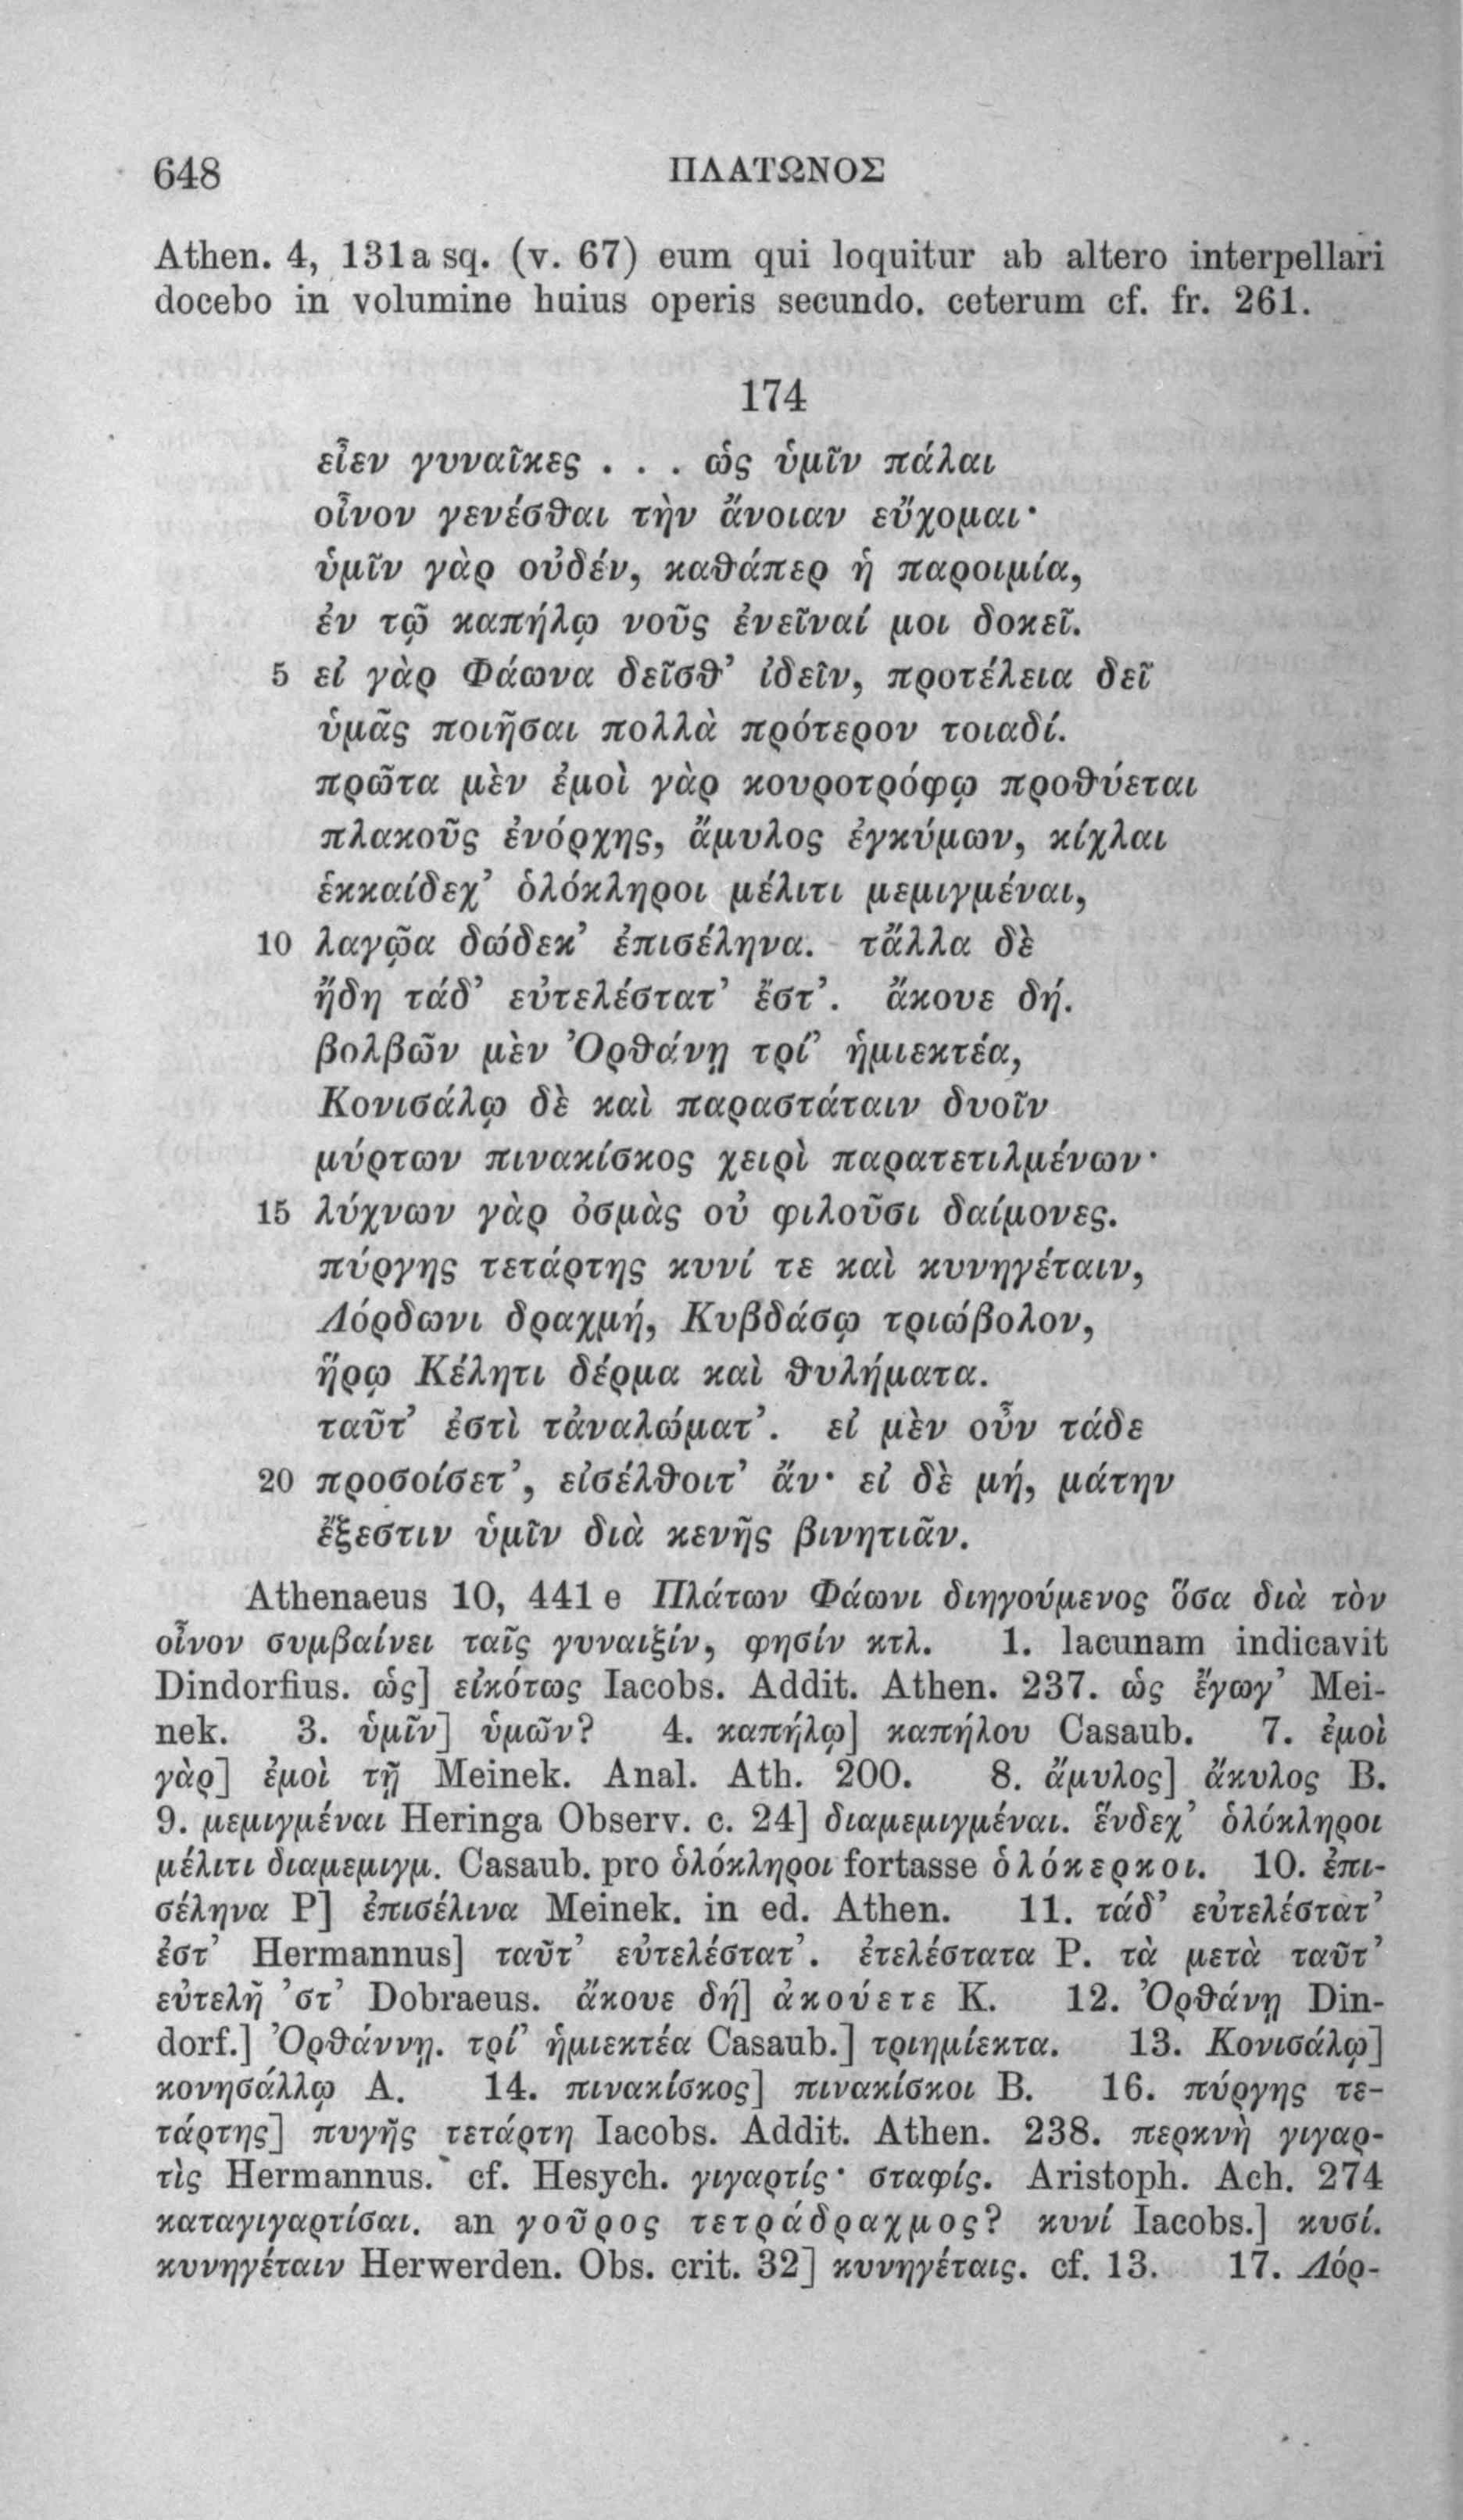 648 ΠΛΑΤΩΝΟΣ
Athen. 4, 131a sq. (v. 67) eum qui loquitur ab altero interpellari
docebo in volumine huius operis secundo. ceterum cf. fr. 261.
174
εἶεν γυναῖκες . . . ὡς ὑμῖν πάλαι
οἶνον γενέσθαι τὴν ἄνοιαν εὔχομαι·
ὑμῖν γὰρ οὐδέν, καθάπερ ἡ παροιμία,
ἐν τῷ καπήλῳ νοῦς ἐνεῖναί μοι δοκεῖ.
5 εἰ γὰρ Φάωνα δεῖσθ’ ἰδεῖν, προτέλεια δεῖ
ὑμᾶς ποιῆσαι πολλὰ πρότερον τοιαδί.
πρῶτα μὲν ἐμοὶ γὰρ κουροτρόφῳ προθύεται
πλακοῦς ἐνόρχης, ἄμυλος ἐγκύμων, κίχλαι
ἑκκαίδεχ’ ὁλόκληροι μέλιτι μεμιγμέναι,
10 λαγῷα δώδεκ’ ἐπισέληνα. τἄλλα δὲ
ἤδη τάδ’ εὐτελέστατ’ ἔστ’. ἄκουε δή.
βολβῶν μὲν Ὀρθάνῃ τρί’ ἡμιεκτέα,
Κονισάλῳ δὲ καὶ παραστάταιν δυοῖν
μύρτων πινακίσκος χειρὶ παρατετιλμένων·
15 λύχνων γὰρ ὀσμὰς οὐ φιλοῦσι δαίμονες.
πύργης τετάρτης κυνί τε καὶ κυνηγέταιν,
Λόρδωνι δραχμή, Κυβδάσῳ τριώβολον,
ἥρῳ Κέλητι δέρμα καὶ θυλήματα.
ταῦτ’ ἐστὶ τἀναλώματ’. εἰ μὲν οὖν τάδε
20 προσοίσετ’, εἰσέλθοιτ’ ἄν· εἰ δὲ μή, μάτην
ἔξεστιν ὑμῖν διὰ κενῆς βινητιᾶν.
Athenaeus 10, 441 e Πλάτων Φάωνι διηγούμενος ὅσα διὰ τὸν
οἶνον συμβαίνει ταῖς γυναιξίν, φησίν κτλ. 1. lacunam indicavit
Dindorfius. ὡς] εἰκότως Iacobs. Addit. Athen. 237. ὡς ἔγωγ’ Mei-
nek. 3. ὑμῖν] ὑμῶν? 4. καπήλῳ] καπήλου Casaub. 7. ἐμοὶ
γὰρ] ἐμοὶ τῇ Meinek. Anal. Ath. 200. 8. ἄμυλος] ἄκυλος B.
9. μεμιγμέναι Heringa Observ. c. 24] διαμεμιγμέναι. ἕνδεχ’ ὁλόκληροι
μέλιτι διαμεμιγμ. Casaub. pro ὁλόκληροι fortasse ὁλόκερκοι. 10. ἐπι-
σέληνα P] ἐπισέλινα Meinek. in ed. Athen. 11. τάδ’ εὐτελέστατ’
ἐστ’ Hermannus] ταῦτ’ εὐτελέστατ’. ἐτελέστατα P. τὰ μετὰ ταῦτ’
εὐτελῆ ’στ’ Dobraeus. ἄκουε δή] ἀκούετε K. 12. Ὀρθάνῃ Din-
dorf.] Ὀρθάννῃ. τρί’ ἡμιεκτέα Casaub.] τριημίεκτα. 13. Κονισάλῳ]
κονησάλλῳ A. 14. πινακίσκος] πινακίσκοι B. 16. πύργης τε-
τάρτης] πυγῆς τετάρτη Iacobs. Addit. Athen. 238. περκνὴ γιγαρ-
τὶς Hermannus. cf. Hesych. γιγαρτίς· σταφίς. Aristoph. Ach. 274
καταγιγαρτίσαι. an γοῦρος τετράδραχμος? κυνί Iacobs.] κυσί.
κυνηγέταιν Herwerden. Obs. crit. 32] κυνηγέταις. cf. 13. 17. Λόρ-